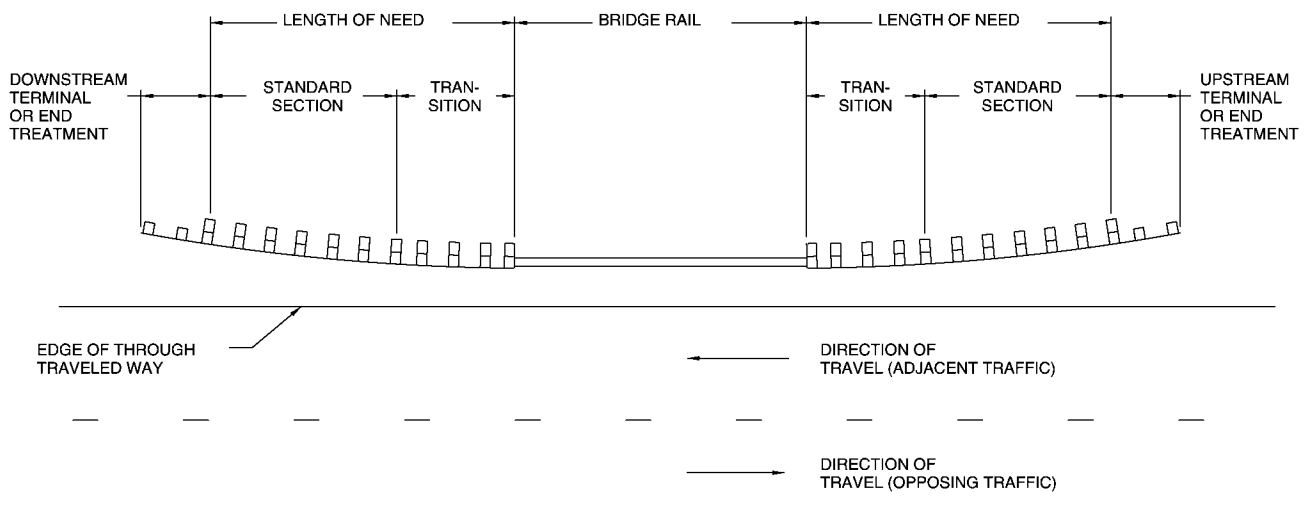 LENGTH OF NEED
BRIDGE RAIL
LENGTH OF NEED
DOWNSTREAM
TERMINAL
OR END
TREATMENT
STANDARD
SECTION
TRAN-
SITION
TRAN-
SITION
STANDARD
SECTION
UPSTREAM
TERMINAL
OR END
TREATMENT
EDGE OF THROUGH
TRAVELED WAY
DIRECTION OF
TRAVEL (ADJACENT TRAFFIC)
DIRECTION OF
TRAVEL (OPPOSING TRAFFIC)